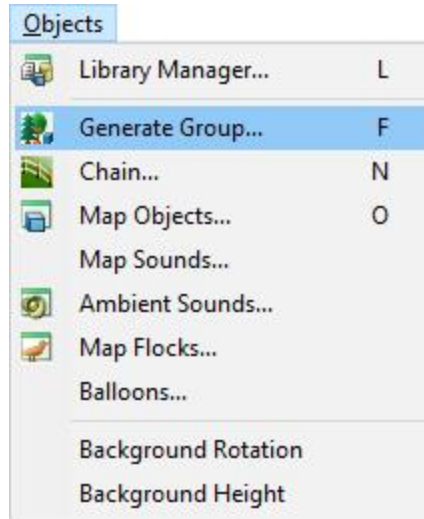 Objects
Library Manager... L
Generate Group... F
Chain... N
Map Objects... O
Map Sounds...
Ambient Sounds...
Map Flocks...
Balloons...
Background Rotation
Background Height